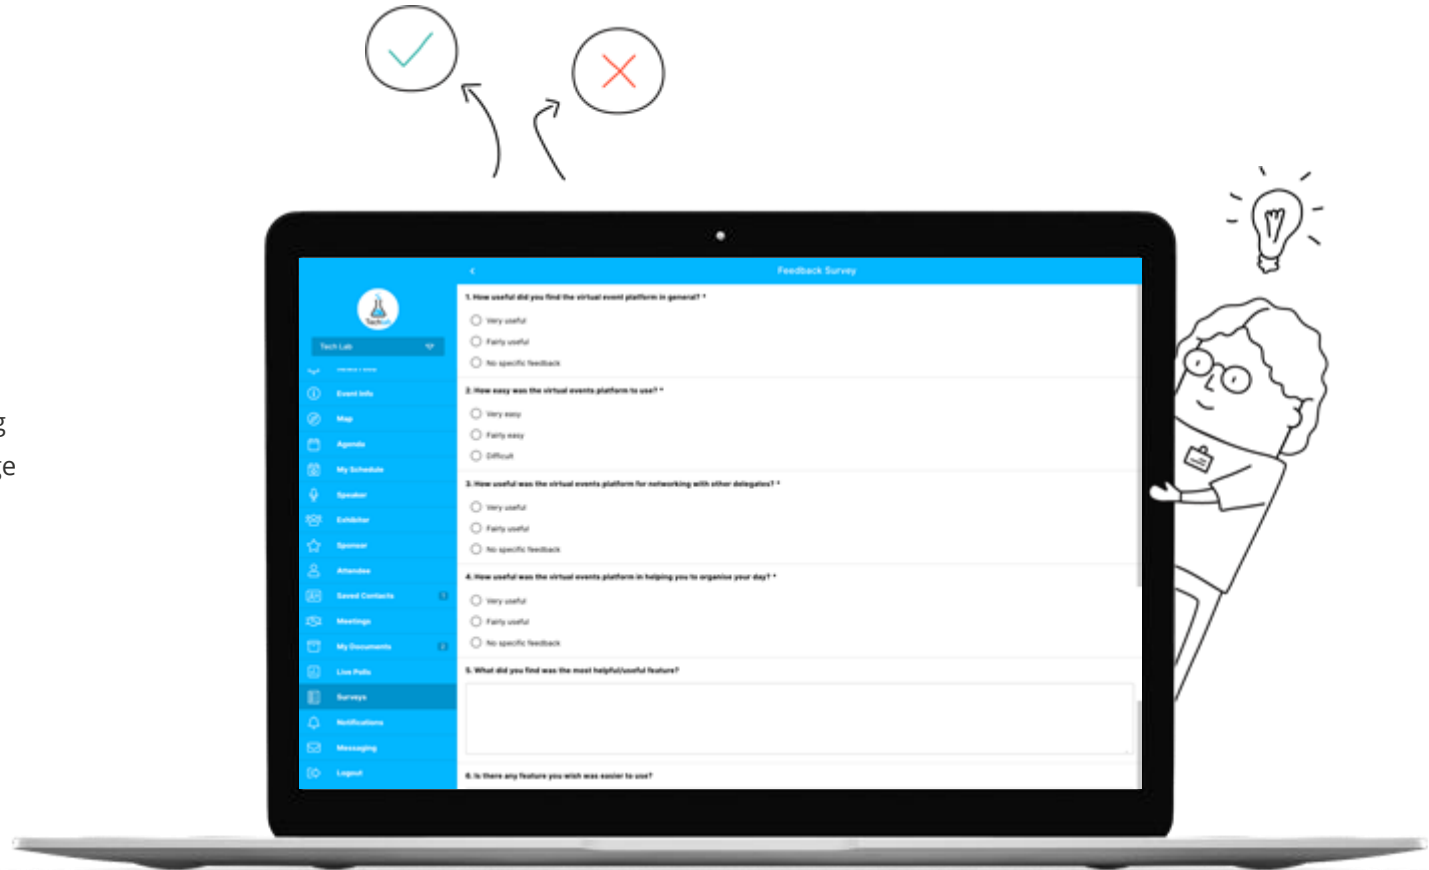 g
ge
TechLab
Tech Lab
News Feed
Event Info
Map
Agenda
My Schedule
Speaker
Exhibitor
Sponsor
Attendee
Saved Contacts
Meetings
My Documents
Live Polls
Surveys
Notifications
Messaging
Logout
Feedback Survey
1. How useful did you find the virtual event platform in general? *
Very useful
Fairly useful
No specific feedback
2. How easy was the virtual events platform to use? *
Very easy
Fairly easy
Difficult
3. How useful was the virtual events platform for networking with other delegates? *
Very useful
Fairly useful
No specific feedback
4. How useful was the virtual events platform in helping you to organise your day? *
Very useful
Fairly useful
No specific feedback
5. What did you find was the most helpful/useful feature?
6. Is there any feature you wish was easier to use?